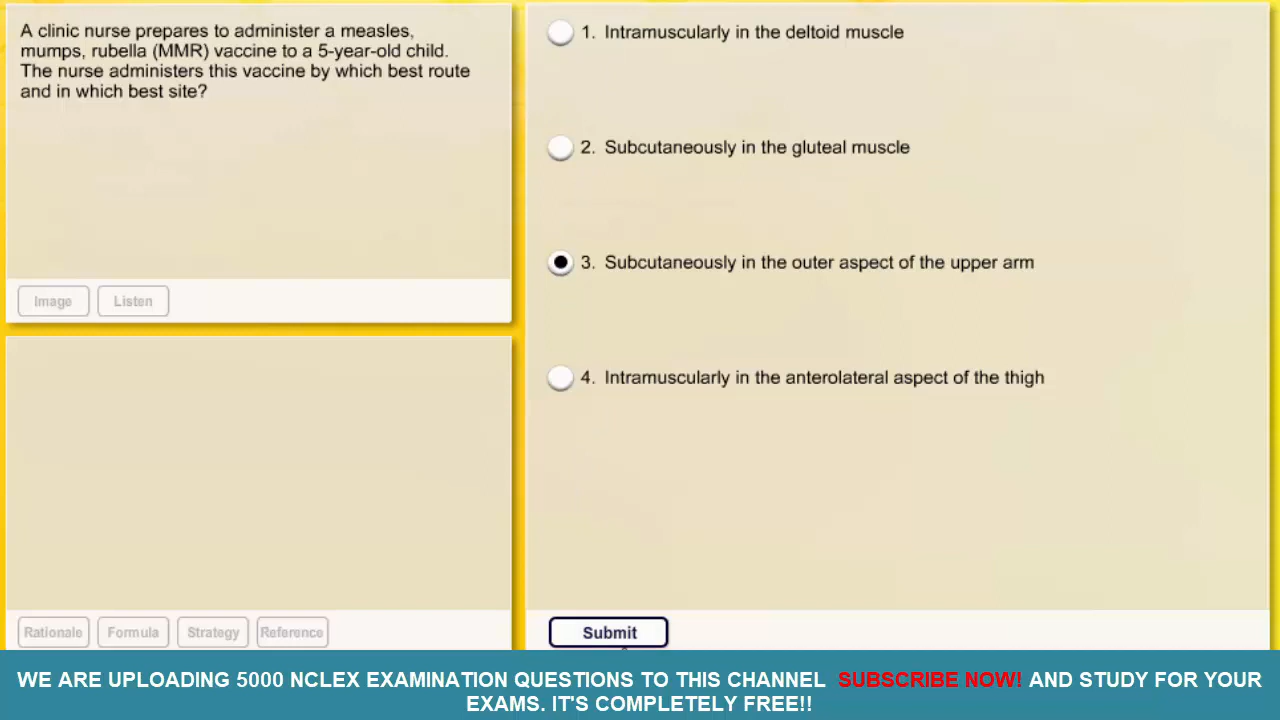 A clinic nurse prepares to administer a measles,
mumps, rubella (MMR) vaccine to a 5-year-old child.
The nurse administers this vaccine by which best route
and in which best site?
Image
Listen
1. Intramuscularly in the deltoid muscle
2. Subcutaneously in the gluteal muscle
3. Subcutaneously in the outer aspect of the upper arm
4. Intramuscularly in the anterolateral aspect of the thigh
Rationale
Formula
Strategy
Reference
Submit
WE ARE UPLOADING 5000 NCLEX EXAMINATION QUESTIONS TO THIS CHANNEL SUBSCRIBE NOW! AND STUDY FOR YOUR
EXAMS. IT'S COMPLETELY FREE!!